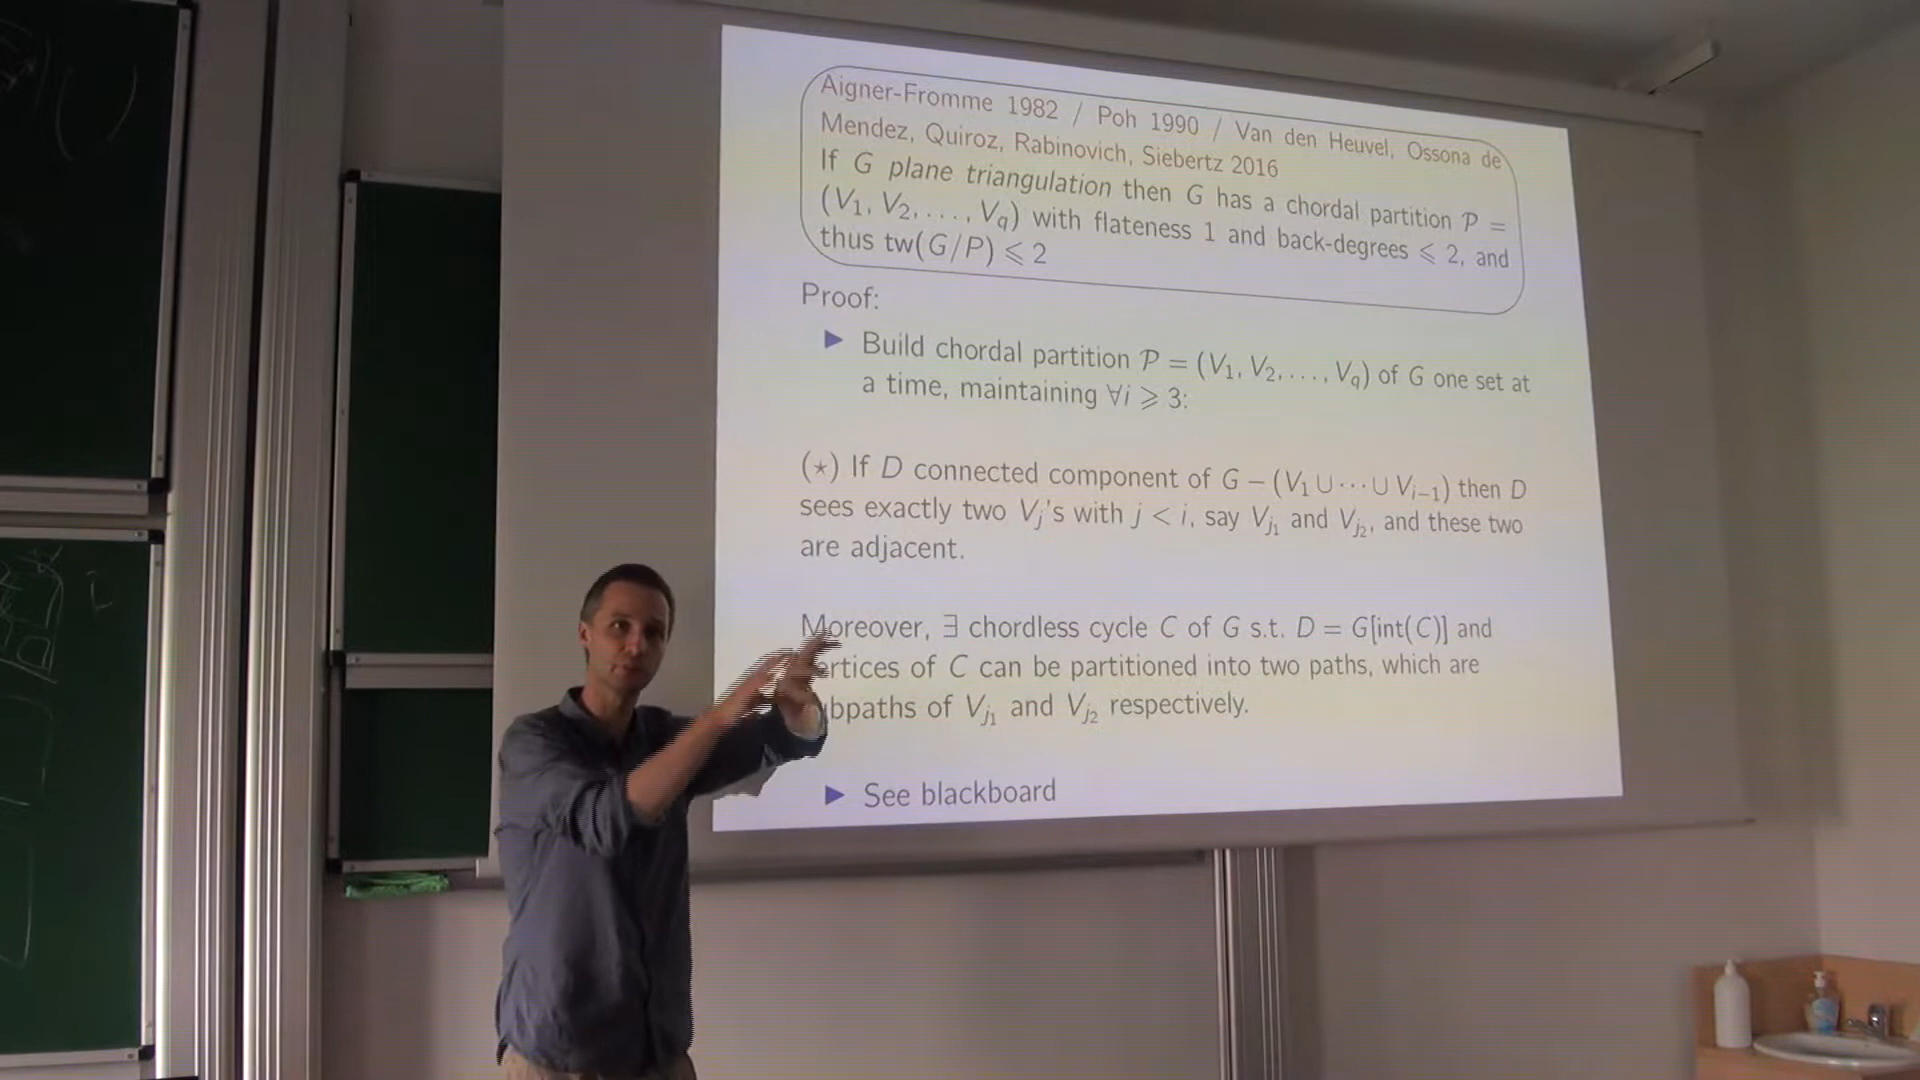 Aigner-Fromme 1982 / Poh 1990 / Van den Heuvel, Ossona de
Mendez, Quiroz, Rabinovich, Siebertz 2016
If G plane triangulation then G has a chordal partition 𝒫 =
(V₁, V₂, . . . , V_q) with flateness 1 and back-degrees ⩽ 2, and
thus tw(G/P) ⩽ 2
Proof:
▶ Build chordal partition 𝒫 = (V₁, V₂, . . . , V_q) of G one set at
a time, maintaining ∀i ⩾ 3:
(⋆) If D connected component of G − (V₁ ∪ ⋯ ∪ V_{i−1}) then D
sees exactly two V_j's with j < i, say V_{j₁} and V_{j₂}, and these two
are adjacent.
Moreover, ∃ chordless cycle C of G s.t. D = G[int(C)] and
ertices of C can be partitioned into two paths, which are
bpaths of V_{j₁} and V_{j₂} respectively.
▶ See blackboard